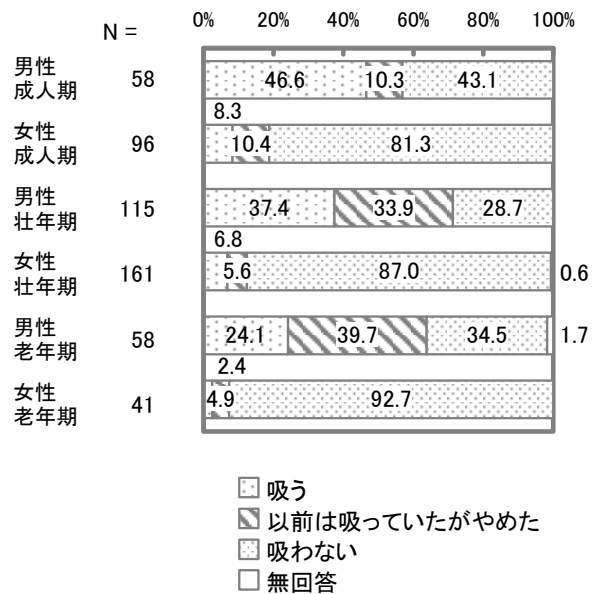 N =
0% 20% 40% 60% 80% 100%
男性
成人期 58 46.6 10.3 43.1
8.3
女性
成人期 96 10.4 81.3
男性
壮年期 115 37.4 33.9 28.7
6.8
女性
壮年期 161 5.6 87.0 0.6
男性
老年期 58 24.1 39.7 34.5 1.7
2.4
女性
老年期 41 4.9 92.7
吸う
以前は吸っていたがやめた
吸わない
無回答